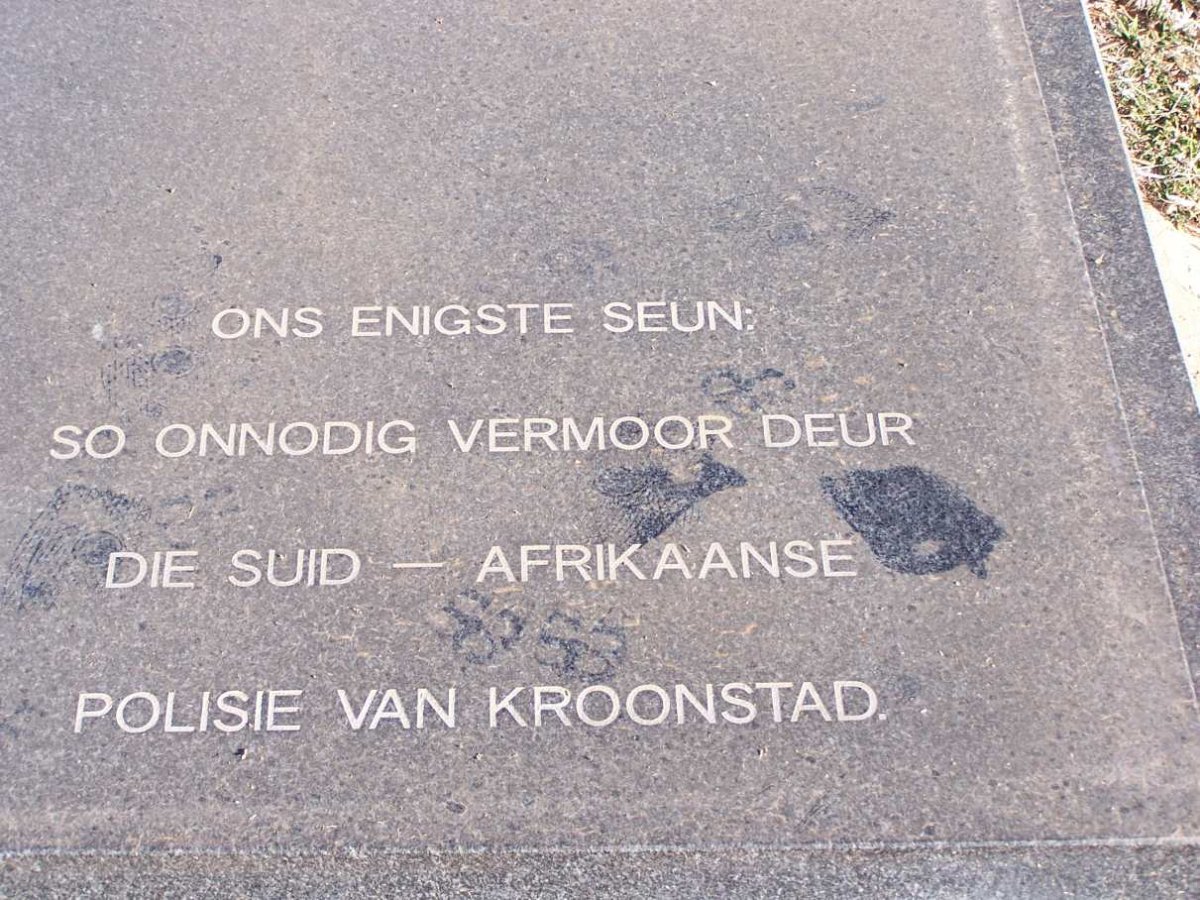 ONS ENIGSTE SEUN:
SO ONNODIG VERMOOR DEUR
DIE SUID — AFRIKAANSE
POLISIE VAN KROONSTAD.